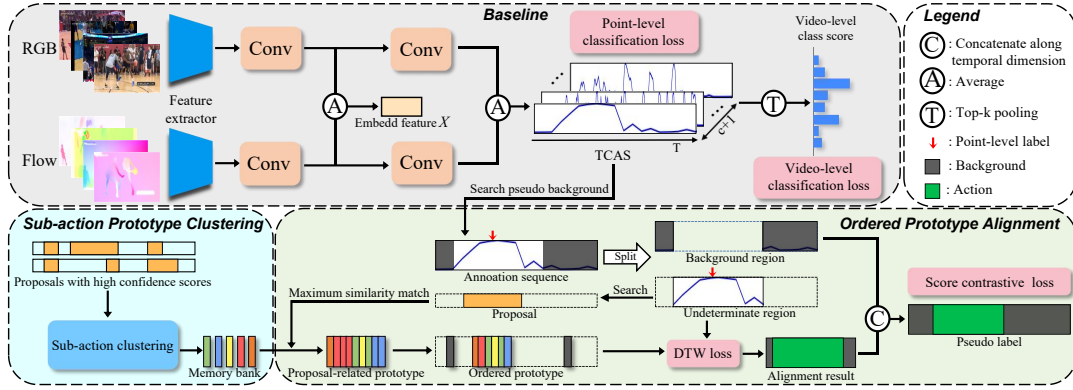 Baseline
RGB
Flow
Feature
extractor
Conv
Conv
Conv
Conv
A
Embedd feature X
A
Point-level
classification loss
TCAS
T
c+1
T
Video-level
class score
Video-level
classification loss
Search pseudo background
Legend
C : Concatenate along
temporal dimension
A : Average
T : Top-k pooling
: Point-level label
: Background
: Action
Sub-action Prototype Clustering
Proposals with high confidence scores
Sub-action clustering
Memory bank
Ordered Prototype Alignment
Annoation sequence
Split
Background region
Maximum similarity match
Search
Proposal
Undeterminate region
Proposal-related prototype
Ordered prototype
DTW loss
Alignment result
C
Score contrastive loss
Pseudo label